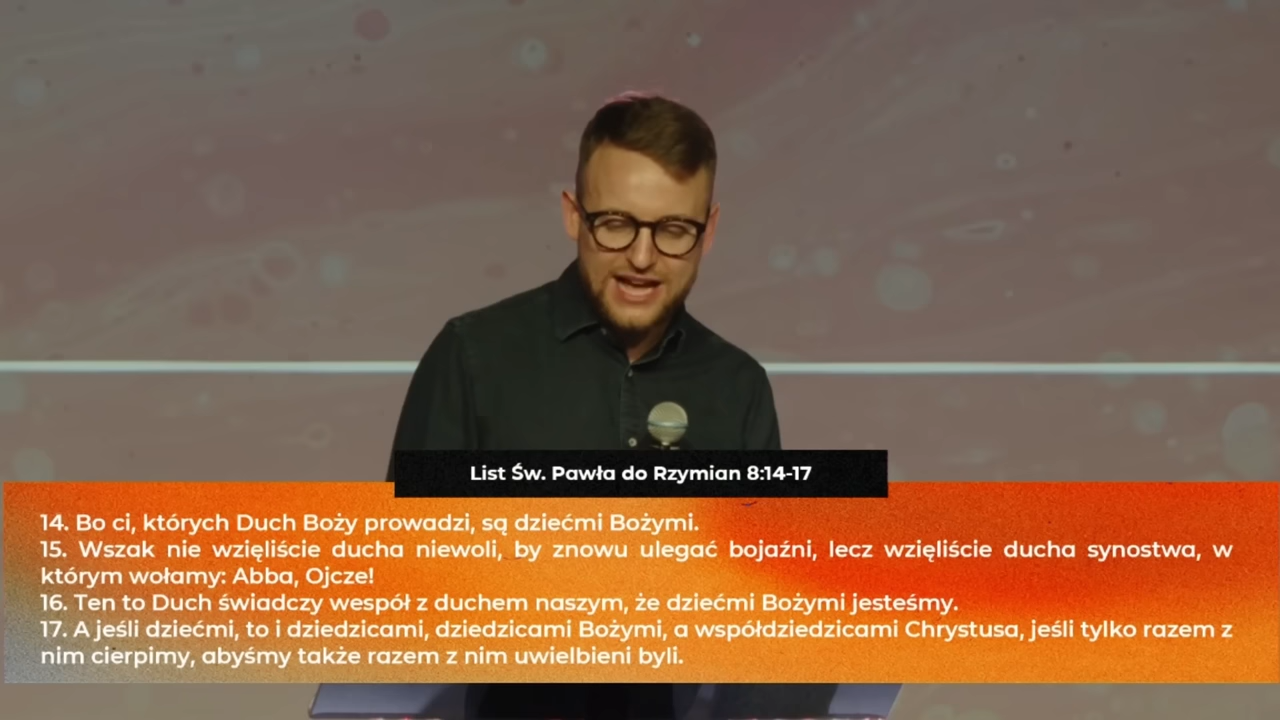 List Św. Pawła do Rzymian 8:14-17
14. Bo ci, których Duch Boży prowadzi, są dziećmi Bożymi.
15. Wszak nie wzięliście ducha niewoli, by znowu ulegać bojaźni, lecz wzięliście ducha synostwa, w
którym wołamy: Abba, Ojcze!
16. Ten to Duch świadczy wespół z duchem naszym, że dziećmi Bożymi jesteśmy.
17. A jeśli dziećmi, to i dziedzicami, dziedzicami Bożymi, a współdziedzicami Chrystusa, jeśli tylko razem z
nim cierpimy, abyśmy także razem z nim uwielbieni byli.